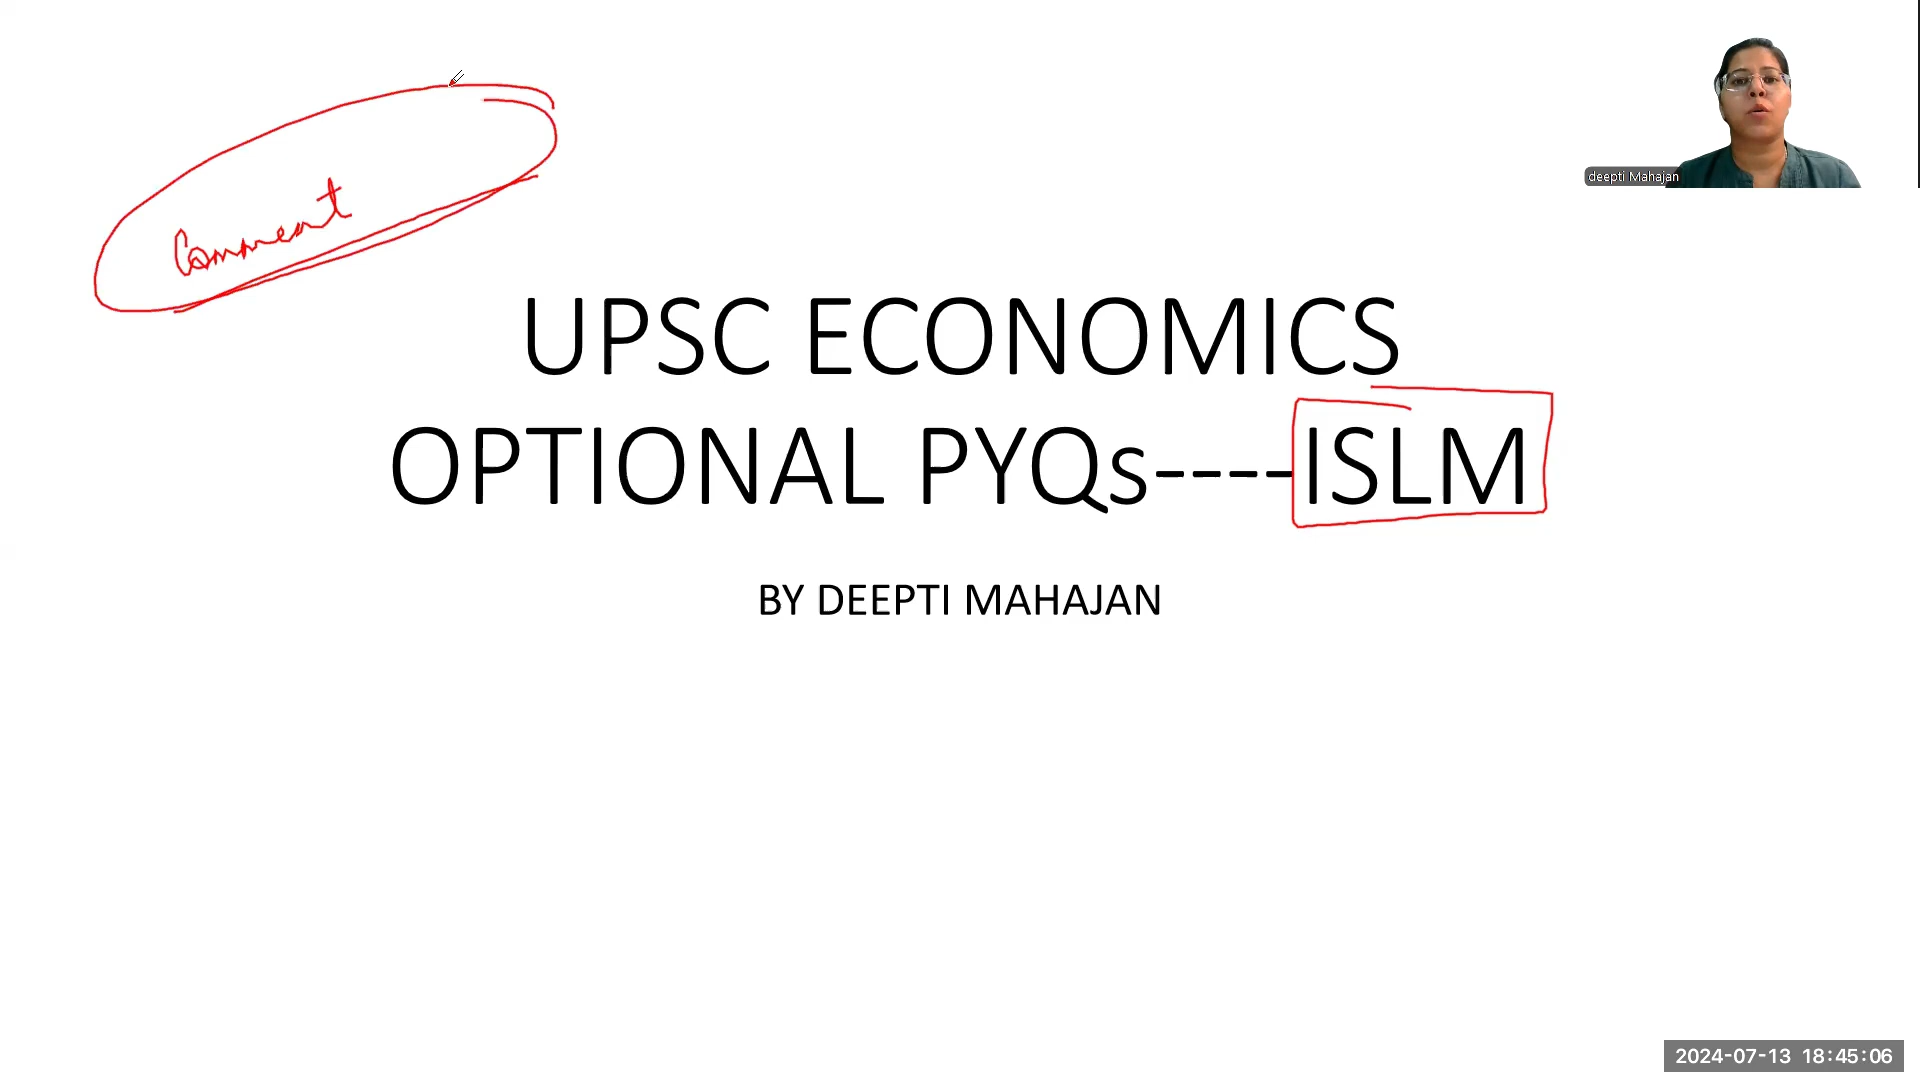 deepti Mahajan
Comment
UPSC ECONOMICS
OPTIONAL PYQs----ISLM
BY DEEPTI MAHAJAN
2024-07-13 18:45:06